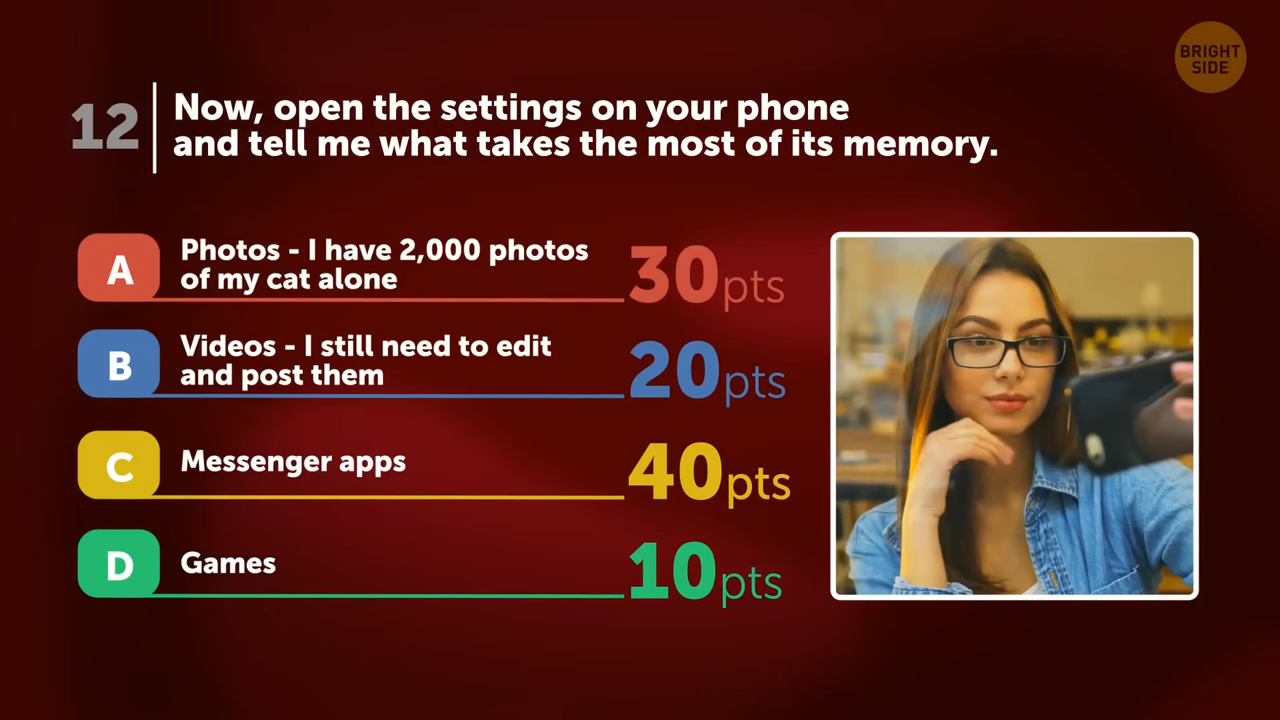 BRIGHT
SIDE
12
Now, open the settings on your phone
and tell me what takes the most of its memory.
A
Photos - I have 2,000 photos
of my cat alone
30pts
B
Videos - I still need to edit
and post them
20pts
C
Messenger apps
40pts
D
Games
10pts